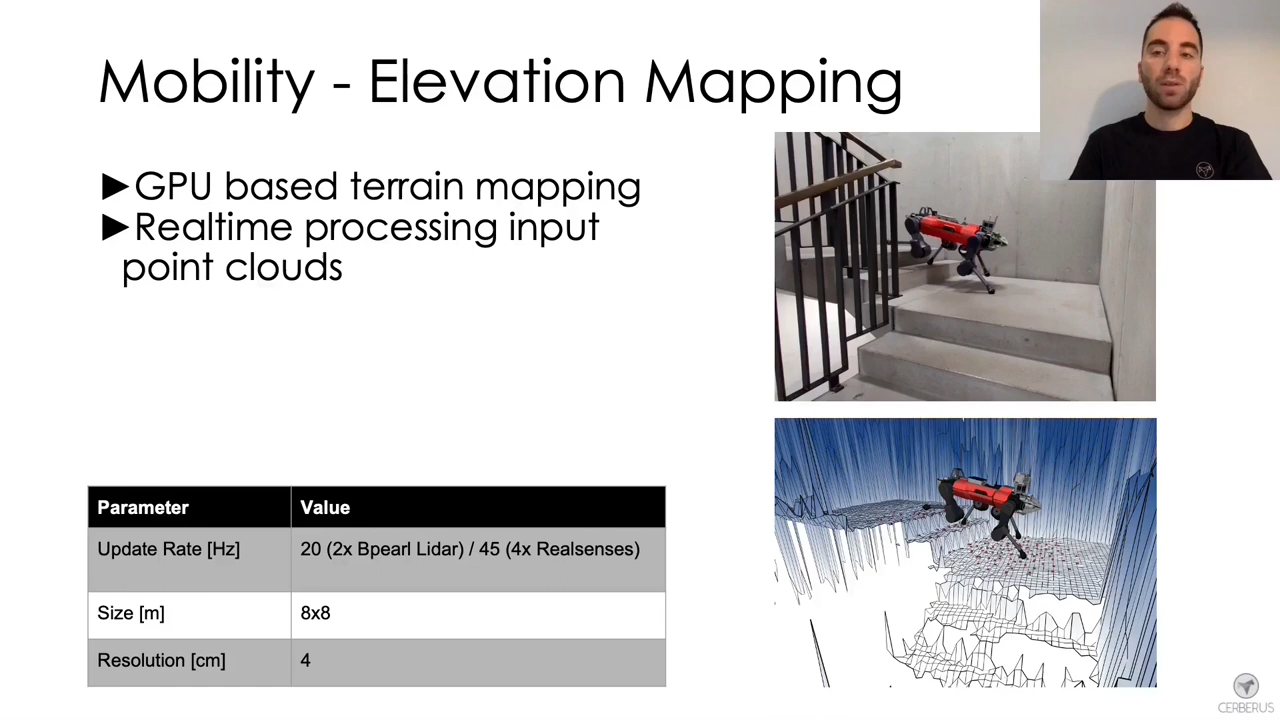 Mobility - Elevation Mapping
►GPU based terrain mapping
►Realtime processing input
point clouds
Parameter Value
Update Rate [Hz] 20 (2x Bpearl Lidar) / 45 (4x Realsenses)
Size [m] 8x8
Resolution [cm] 4
CERBERUS